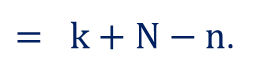 = k + N − n.